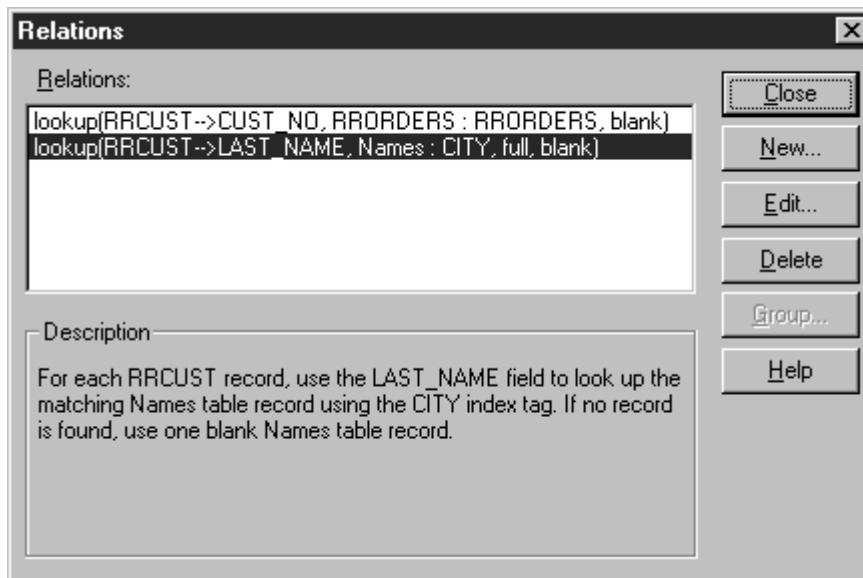 Relations
Relations:
lookup(RRCUST-->CUST_NO, RRORDERS : RRORDERS, blank)
lookup(RRCUST-->LAST_NAME, Names : CITY, full, blank)
Close
New...
Edit...
Delete
Group...
Help
Description
For each RRCUST record, use the LAST_NAME field to look up the
matching Names table record using the CITY index tag. If no record
is found, use one blank Names table record.